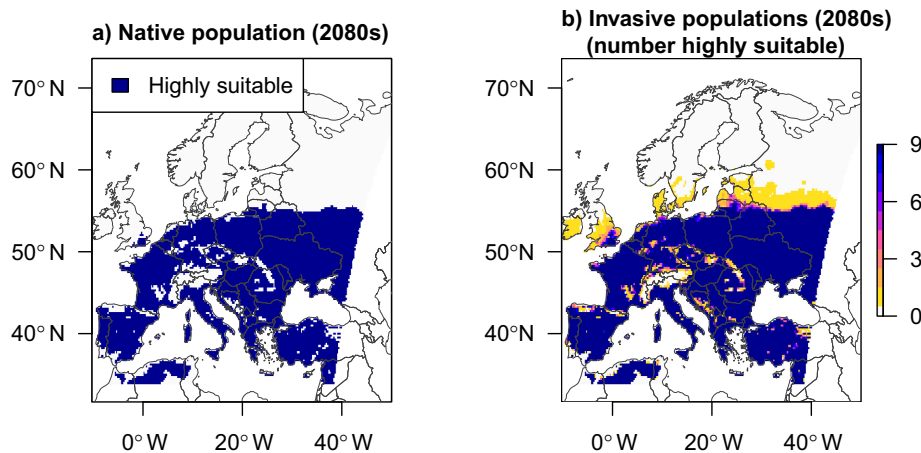 a) Native population (2080s)
Highly suitable
70° N
60° N
50° N
40° N
0° W
20° W
40° W
b) Invasive populations (2080s)
(number highly suitable)
70° N
60° N
50° N
40° N
0° W
20° W
40° W
9
6
3
0